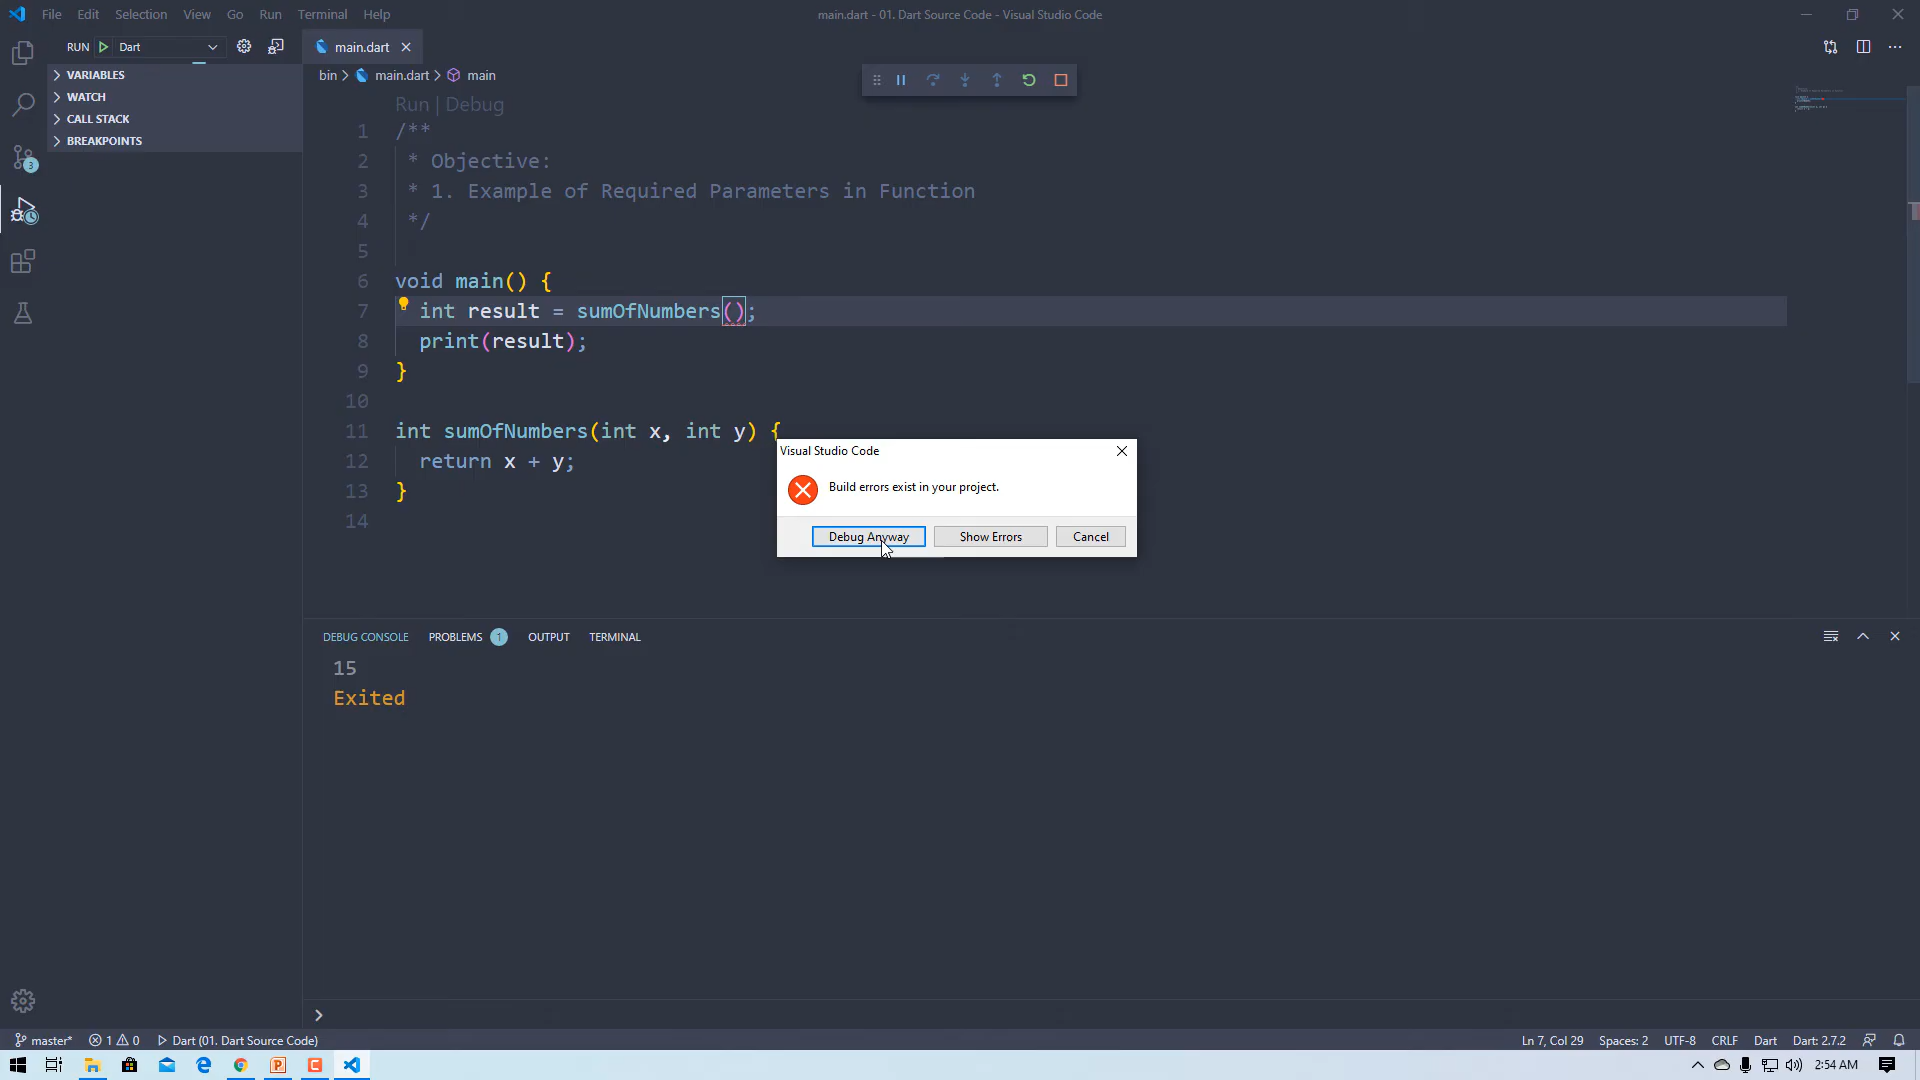 File Edit Selection View Go Run Terminal Help
main.dart - 01. Dart Source Code - Visual Studio Code
RUN Dart
main.dart
VARIABLES
WATCH
CALL STACK
BREAKPOINTS
bin > main.dart > main
Run | Debug
1 /**
2 * Objective:
3 * 1. Example of Required Parameters in Function
4 */
5
6 void main() {
7 int result = sumOfNumbers();
8 print(result);
9 }
10
11 int sumOfNumbers(int x, int y) {
12 return x + y;
13 }
14
Visual Studio Code
Build errors exist in your project.
Debug Anyway Show Errors Cancel
DEBUG CONSOLE PROBLEMS 1 OUTPUT TERMINAL
15
Exited
>
3
master* 1 0 Dart (01. Dart Source Code)
Ln 7, Col 29 Spaces: 2 UTF-8 CRLF Dart Dart: 2.7.2
2:54 AM